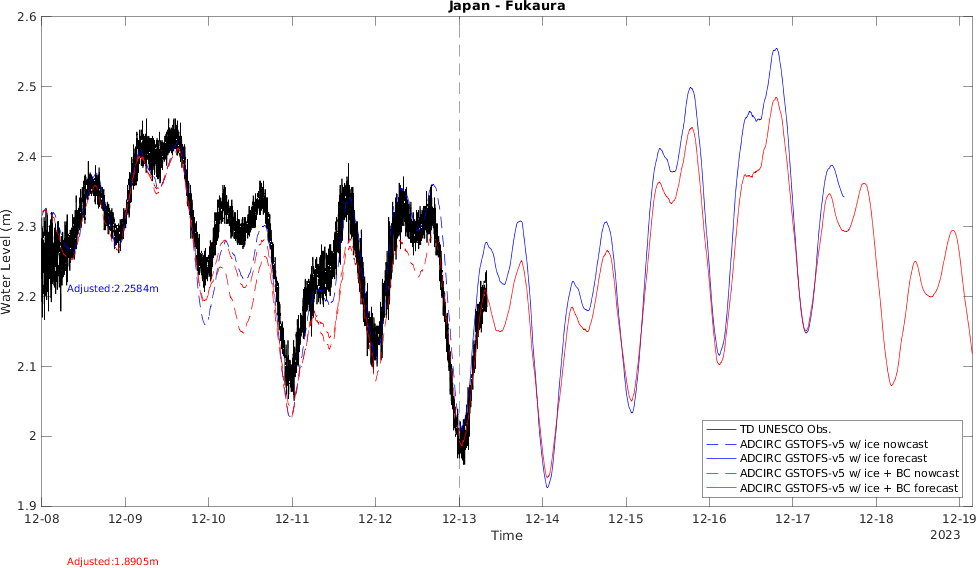 Japan - Fukaura
2.6
2.5
2.4
2.3
2.2
2.1
2
1.9
Water Level (m)
Adjusted:2.2584m
TD UNESCO Obs.
ADCIRC GSTOFS-v5 w/ ice nowcast
ADCIRC GSTOFS-v5 w/ ice forecast
ADCIRC GSTOFS-v5 w/ ice + BC nowcast
ADCIRC GSTOFS-v5 w/ ice + BC forecast
12-08 12-09 12-10 12-11 12-12 12-13 12-14 12-15 12-16 12-17 12-18 12-19
Time
2023
Adjusted:1.8905m